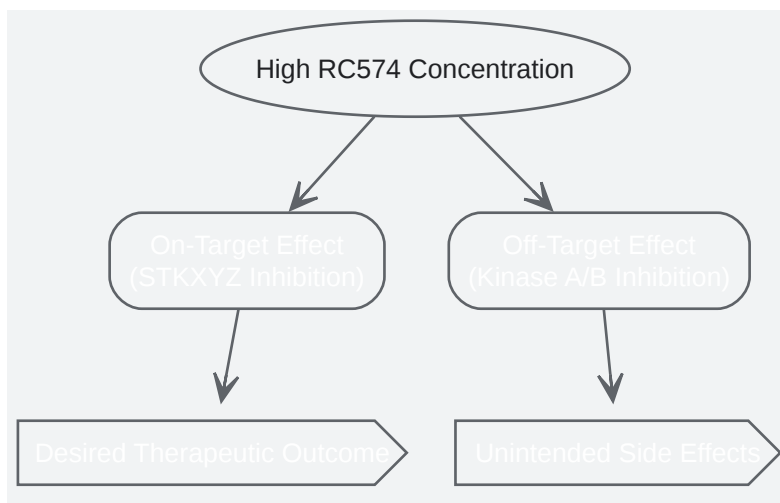 High RC574 Concentration
On-Target Effect
(STKXYZ Inhibition)
Off-Target Effect
(Kinase A/B Inhibition)
Desired Therapeutic Outcome
Unintended Side Effects